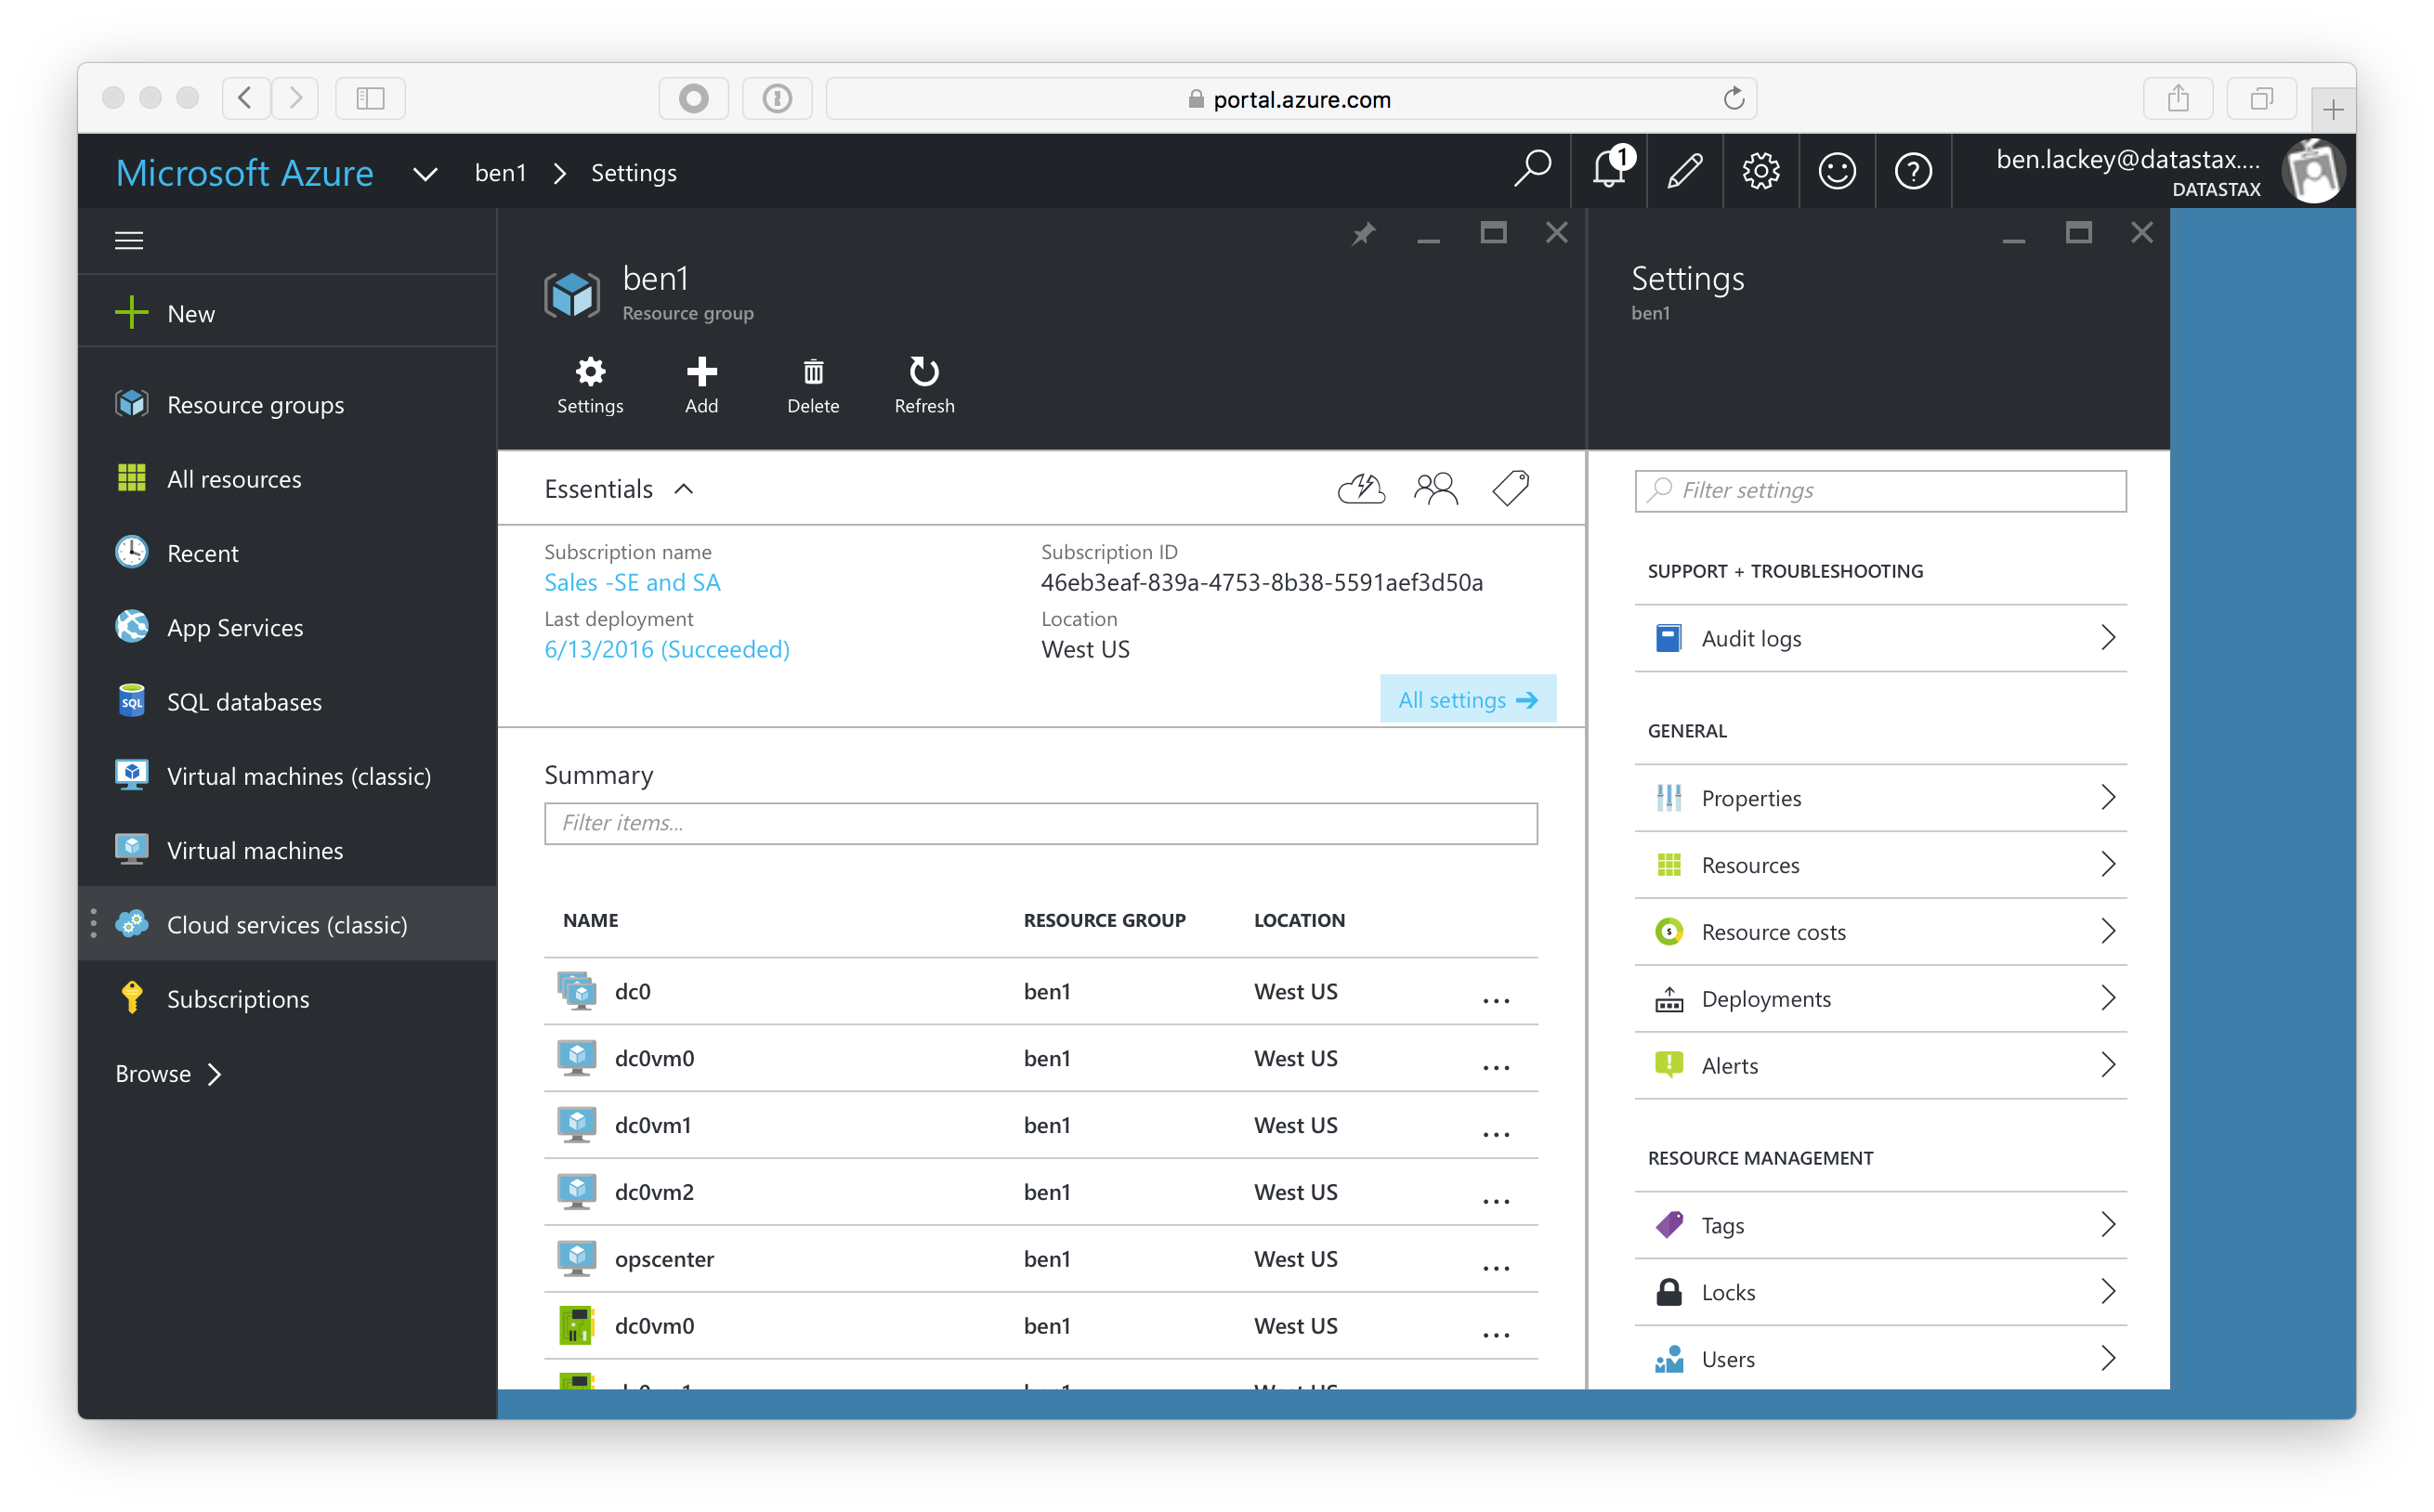 portal.azure.com
Microsoft Azure
ben1
Settings
1
ben.lackey@datastax....
DATASTAX
New
Resource groups
All resources
Recent
App Services
SQL
SQL databases
Virtual machines (classic)
Virtual machines
Cloud services (classic)
Subscriptions
Browse
ben1
Resource group
Settings Add Delete Refresh
Essentials
Subscription name
Sales -SE and SA
Last deployment
6/13/2016 (Succeeded)
Subscription ID
46eb3eaf-839a-4753-8b38-5591aef3d50a
Location
West US
All settings
Summary
Filter items...
NAME RESOURCE GROUP LOCATION
dc0 ben1 West US ...
dc0vm0 ben1 West US ...
dc0vm1 ben1 West US ...
dc0vm2 ben1 West US ...
opscenter ben1 West US ...
dc0vm0 ben1 West US ...
Settings
ben1
Filter settings
SUPPORT + TROUBLESHOOTING
Audit logs
GENERAL
Properties
Resources
Resource costs
Deployments
Alerts
RESOURCE MANAGEMENT
Tags
Locks
Users